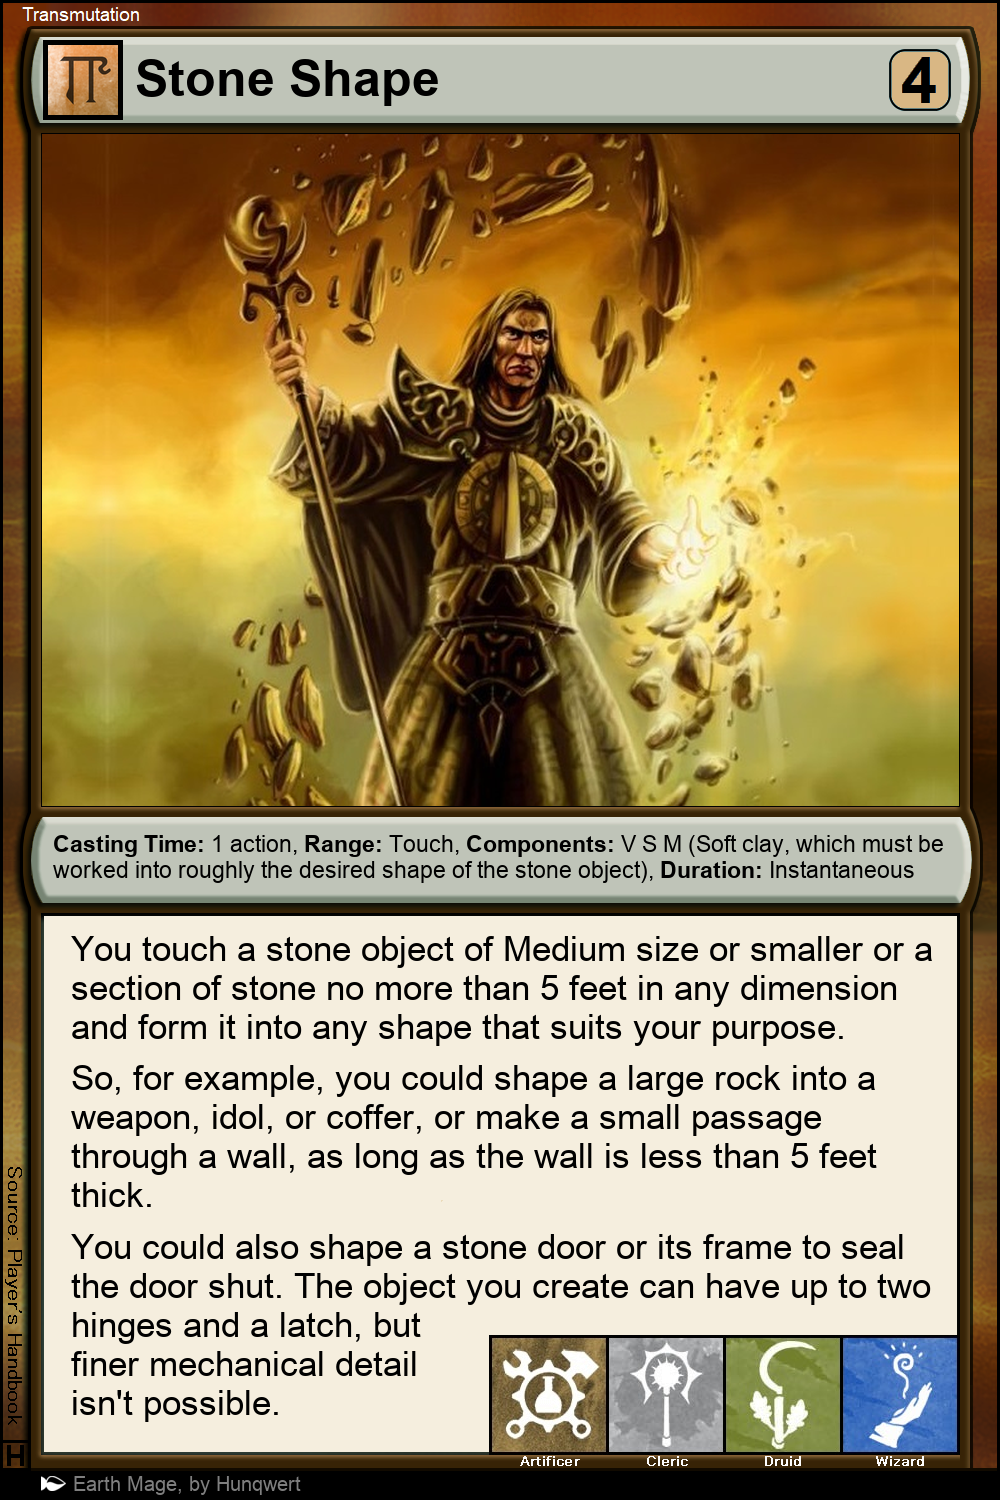 Transmutation
Stone Shape
4
Casting Time: 1 action, Range: Touch, Components: V S M (Soft clay, which must be
worked into roughly the desired shape of the stone object), Duration: Instantaneous
You touch a stone object of Medium size or smaller or a
section of stone no more than 5 feet in any dimension
and form it into any shape that suits your purpose.
So, for example, you could shape a large rock into a
weapon, idol, or coffer, or make a small passage
through a wall, as long as the wall is less than 5 feet
thick.
You could also shape a stone door or its frame to seal
the door shut. The object you create can have up to two
hinges and a latch, but
finer mechanical detail
isn't possible.
Artificer
Cleric
Druid
Wizard
Source: Player's Handbook
H
Earth Mage, by Hunqwert